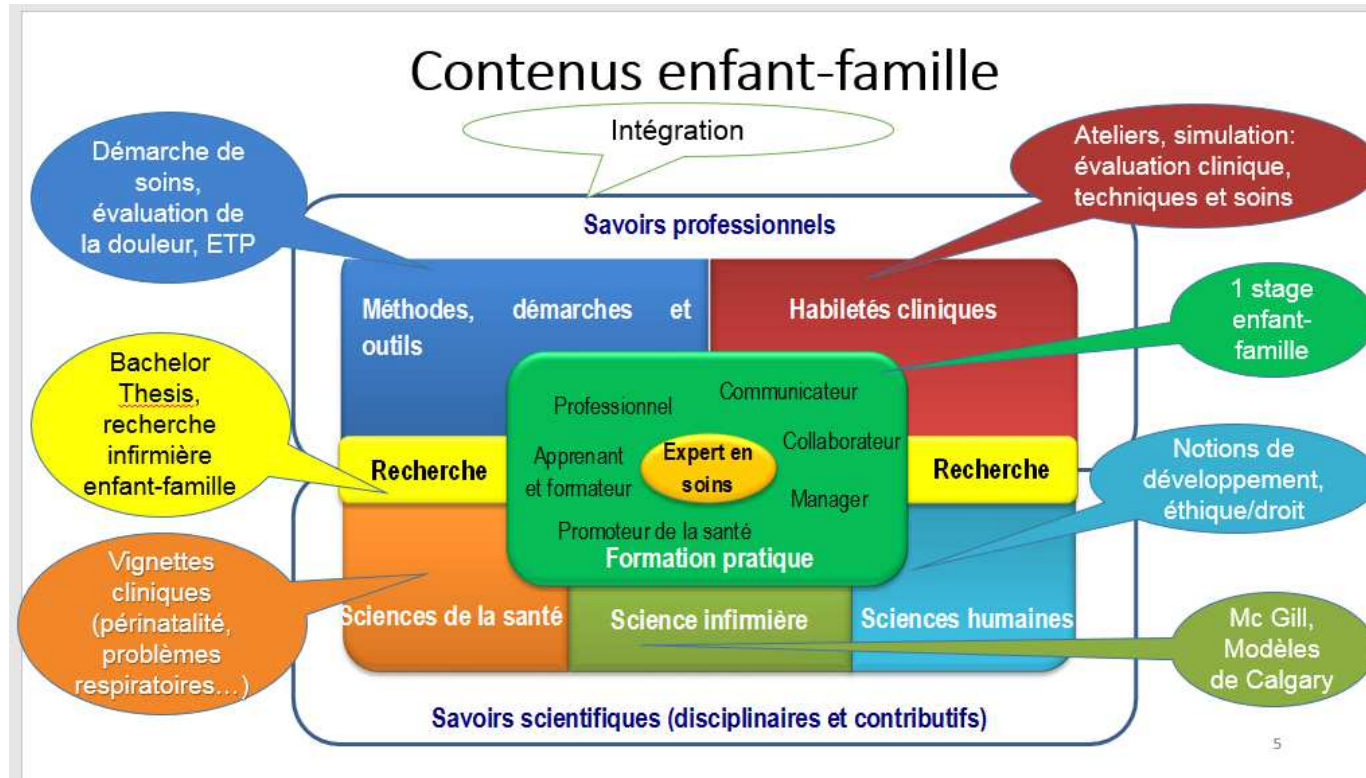 Contenus enfant-famille
Intégration
Démarche de
soins,
évaluation de
la douleur, ETP
Ateliers, simulation:
évaluation clinique,
techniques et soins
Savoirs professionnels
Méthodes, démarches et
outils
Habiletés cliniques
1 stage
enfant-
famille
Bachelor
Thesis,
recherche
infirmière
enfant-famille
Professionnel
Communicateur
Apprenant
et formateur
Expert en
soins
Collaborateur
Manager
Promoteur de la santé
Formation pratique
Recherche
Recherche
Notions de
développement,
éthique/droit
Vignettes
cliniques
(périnatalité,
problèmes
respiratoires…)
Sciences de la santé
Science infirmière
Sciences humaines
Mc Gill,
Modèles
de Calgary
Savoirs scientifiques (disciplinaires et contributifs)
5